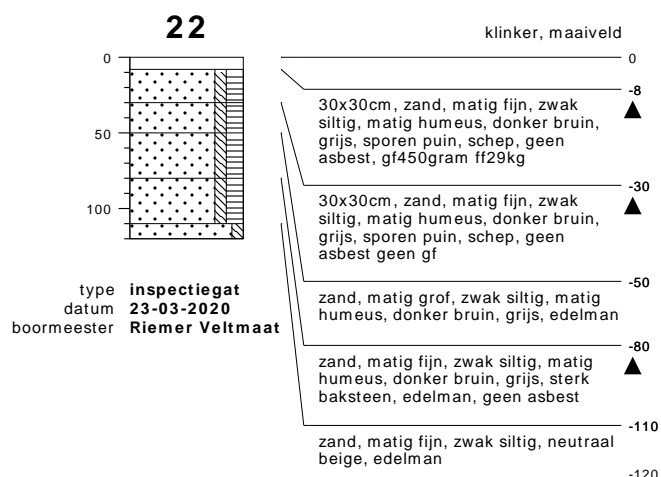 22
klinker, maaiveld
0
0
-8
30x30cm, zand, matig fijn, zwak
siltig, matig humeus, donker bruin,
grijs, sporen puin, schep, geen
asbest, gf450gram ff29kg
50
-30
30x30cm, zand, matig fijn, zwak
siltig, matig humeus, donker bruin,
grijs, sporen puin, schep, geen
asbest geen gf
100
-50
zand, matig grof, zwak siltig, matig
humeus, donker bruin, grijs, edelman
type inspectiegat
datum 23-03-2020
boormeester Riemer Veltmaat
-80
zand, matig fijn, zwak siltig, matig
humeus, donker bruin, grijs, sterk
baksteen, edelman, geen asbest
-110
zand, matig fijn, zwak siltig, neutraal
beige, edelman
-120